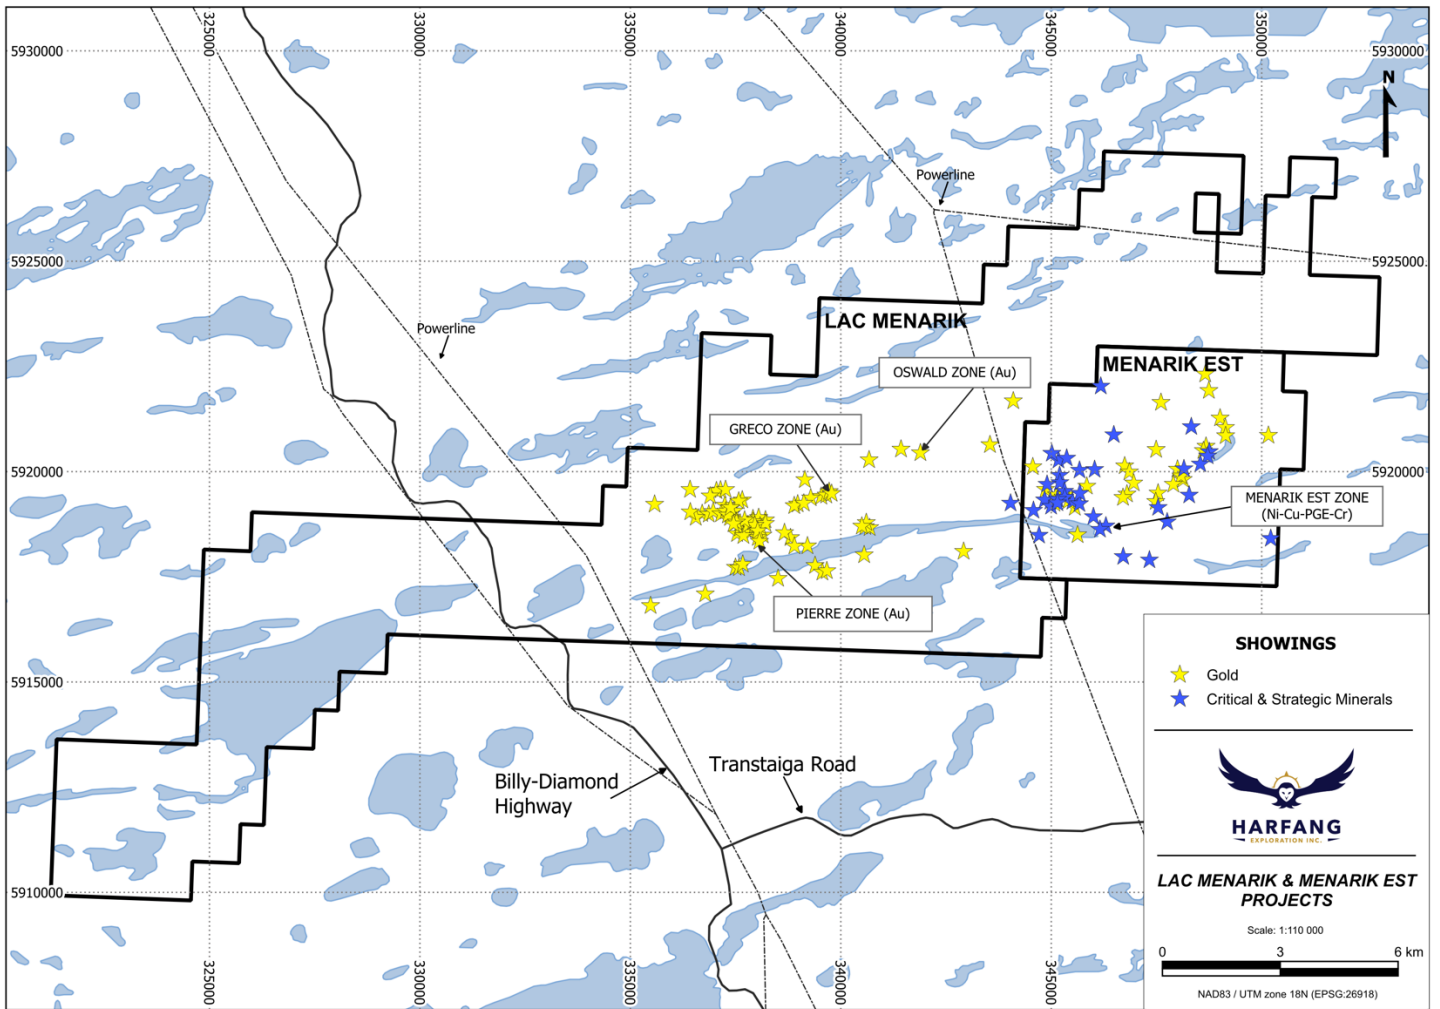 325000
330000
335000
340000
345000
350000
5930000
5930000
N
Powerline
5925000
5925000
LAC MENARIK
Powerline
MENARIK EST
OSWALD ZONE (Au)
GRECO ZONE (Au)
5920000
5920000
MENARIK EST ZONE
(Ni-Cu-PGE-Cr)
PIERRE ZONE (Au)
SHOWINGS
Gold
Critical & Strategic Minerals
5915000
Billy-Diamond
Highway
Transtaiga Road
HARFANG
EXPLORATION INC.
LAC MENARIK & MENARIK EST
PROJECTS
5910000
Scale: 1:110 000
0
3
6 km
NAD83 / UTM zone 18N (EPSG:26918)
325000
330000
335000
340000
345000